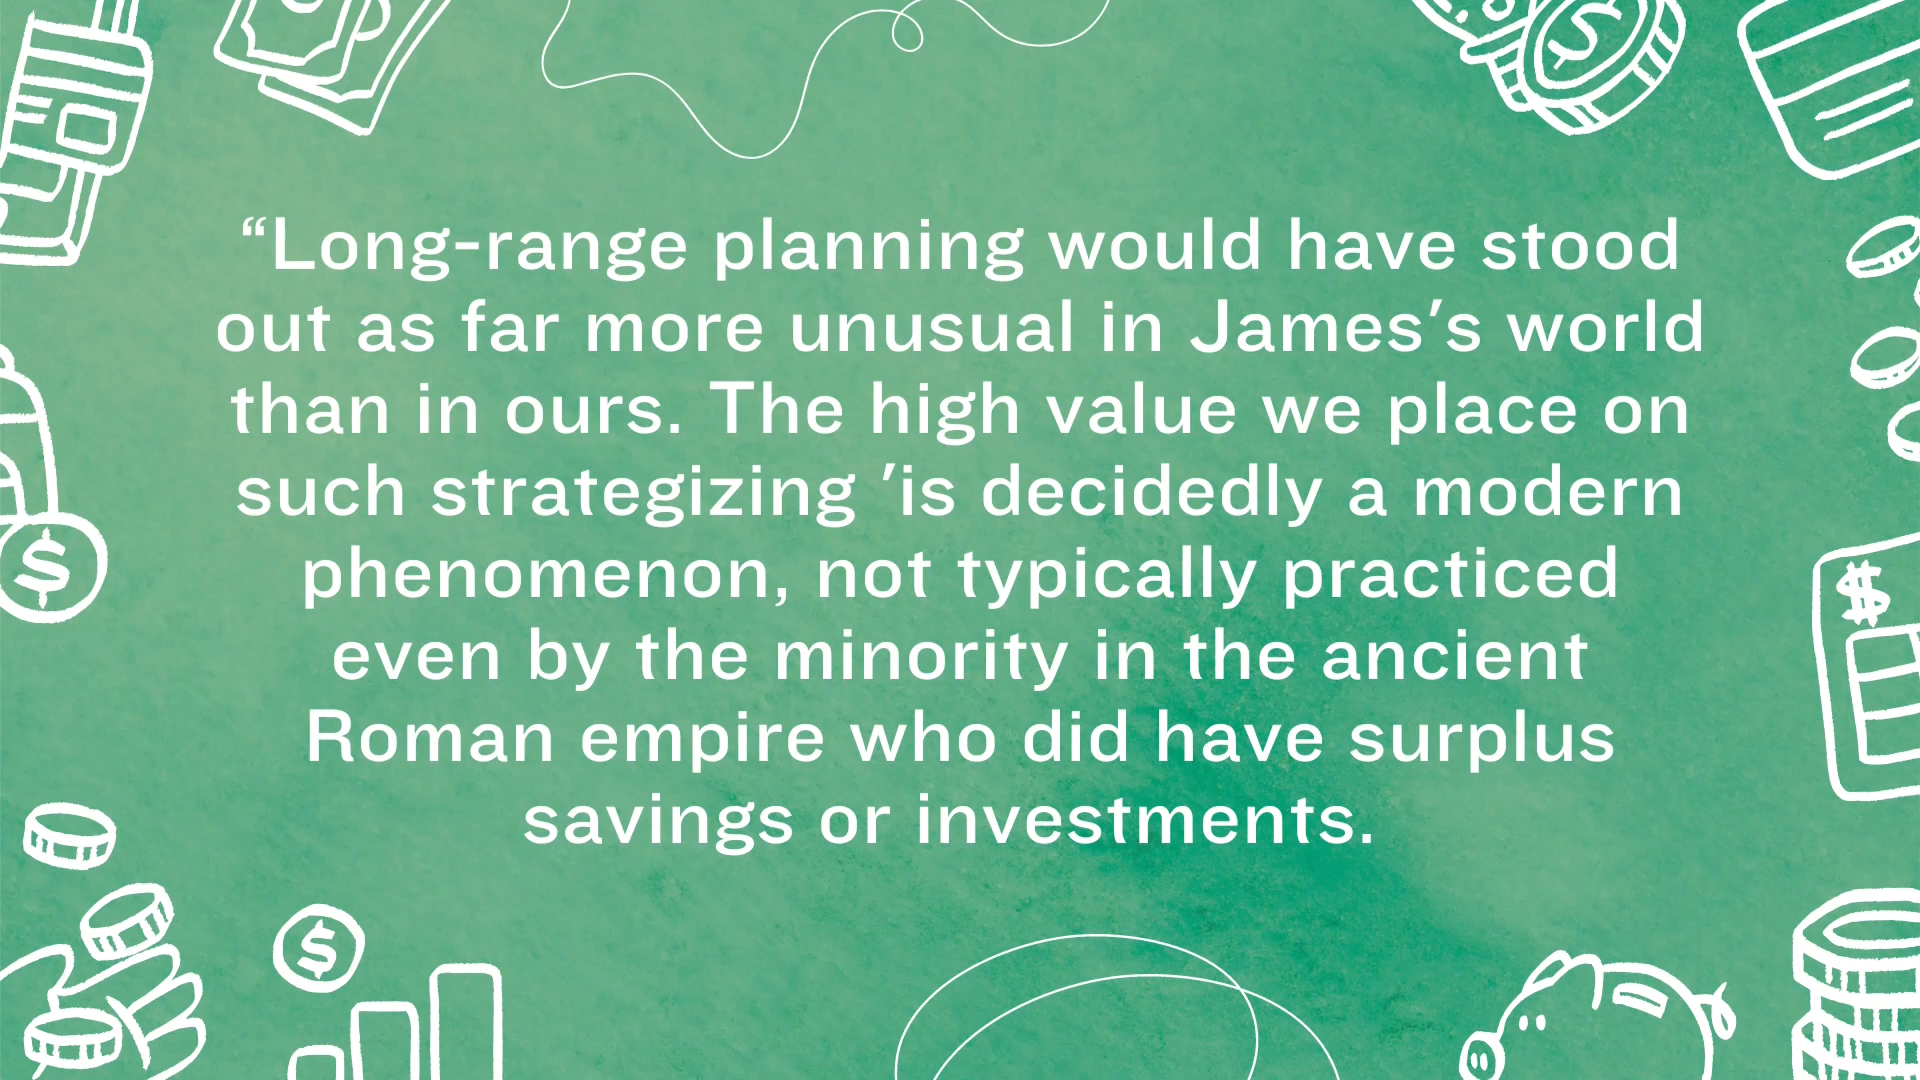 “Long-range planning would have stood
out as far more unusual in James’s world
than in ours. The high value we place on
such strategizing ’is decidedly a modern
phenomenon, not typically practiced
even by the minority in the ancient
Roman empire who did have surplus
savings or investments.
$
$
$
$